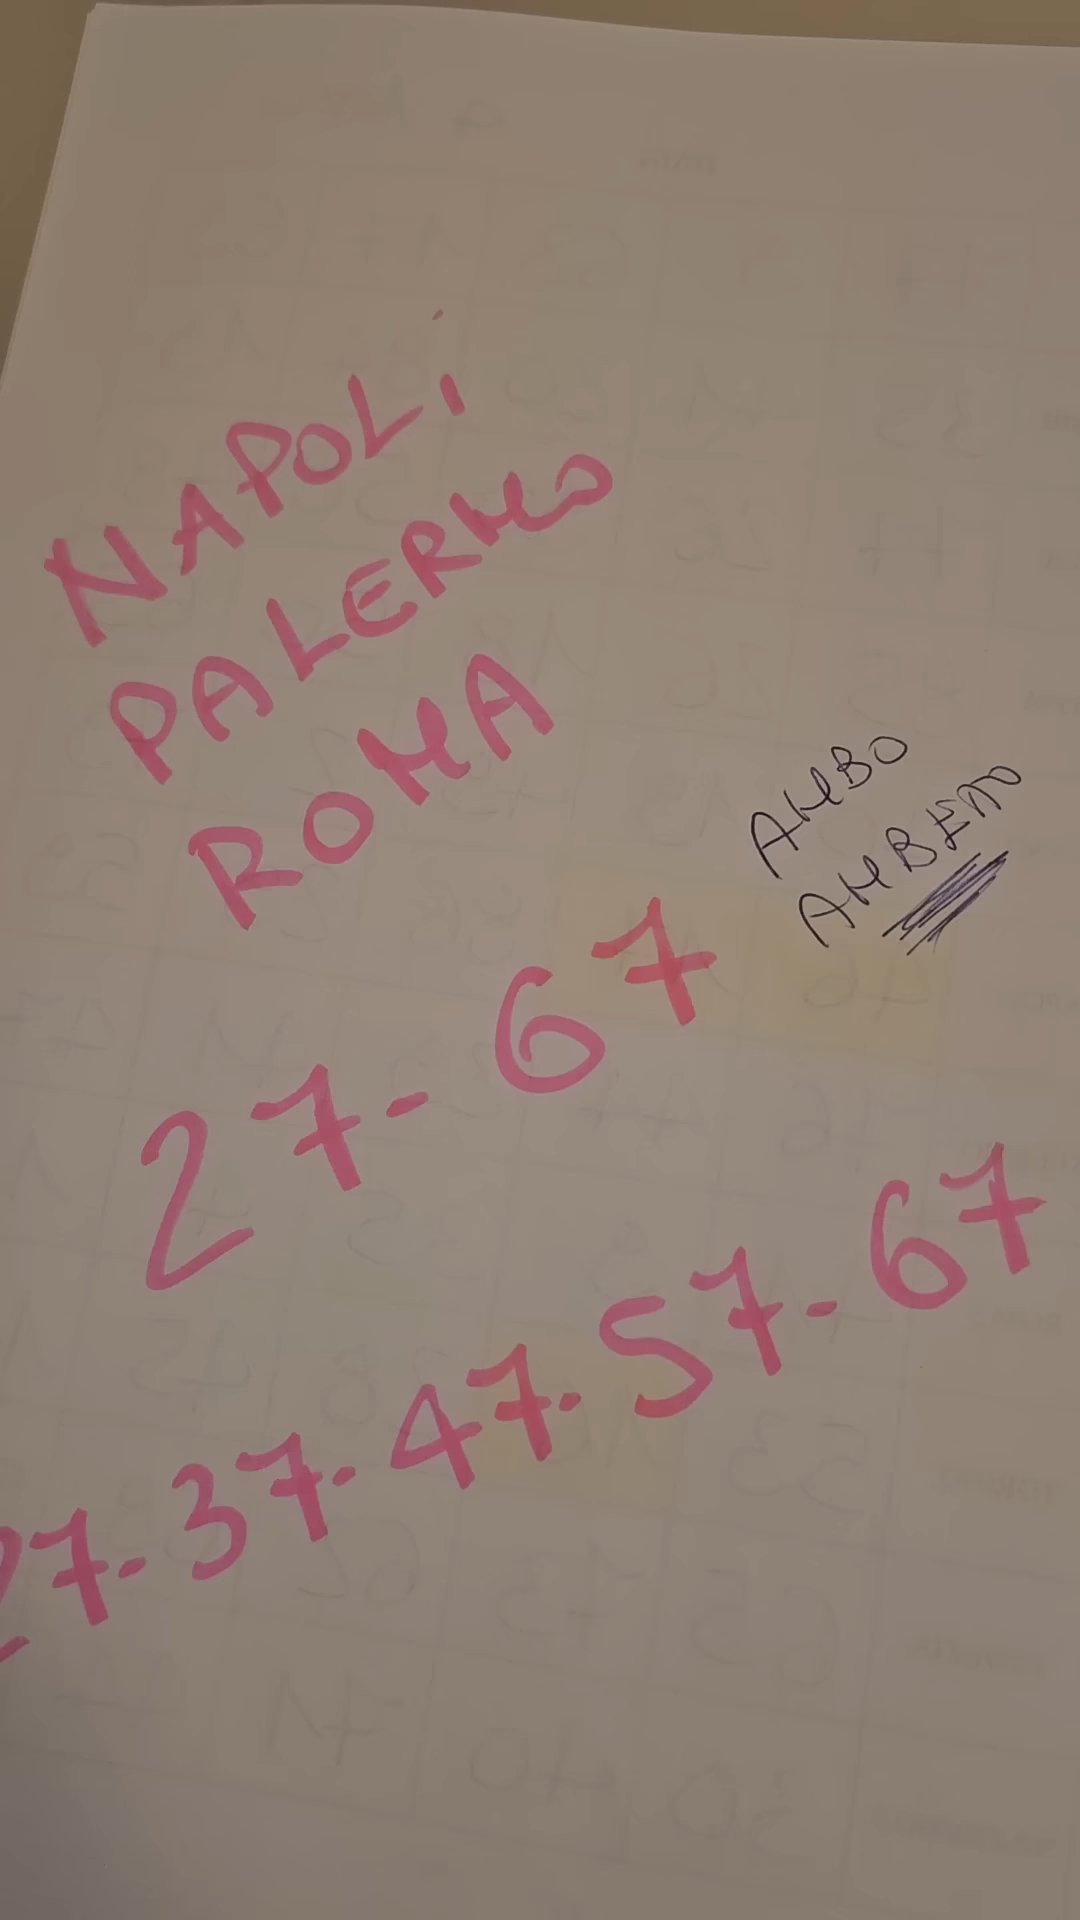 NAPOLi
PALERMO
ROMA
AMBO
AMBETTO
27-67
27-37-47-57-67